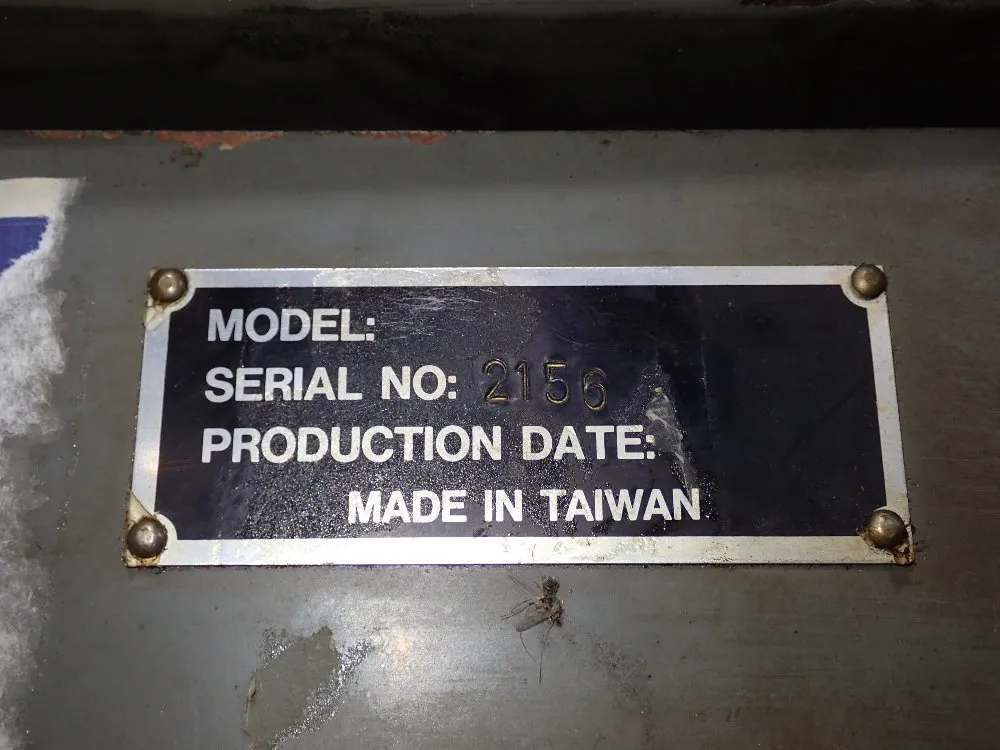 MODEL:
SERIAL NO: 2156
PRODUCTION DATE:
MADE IN TAIWAN